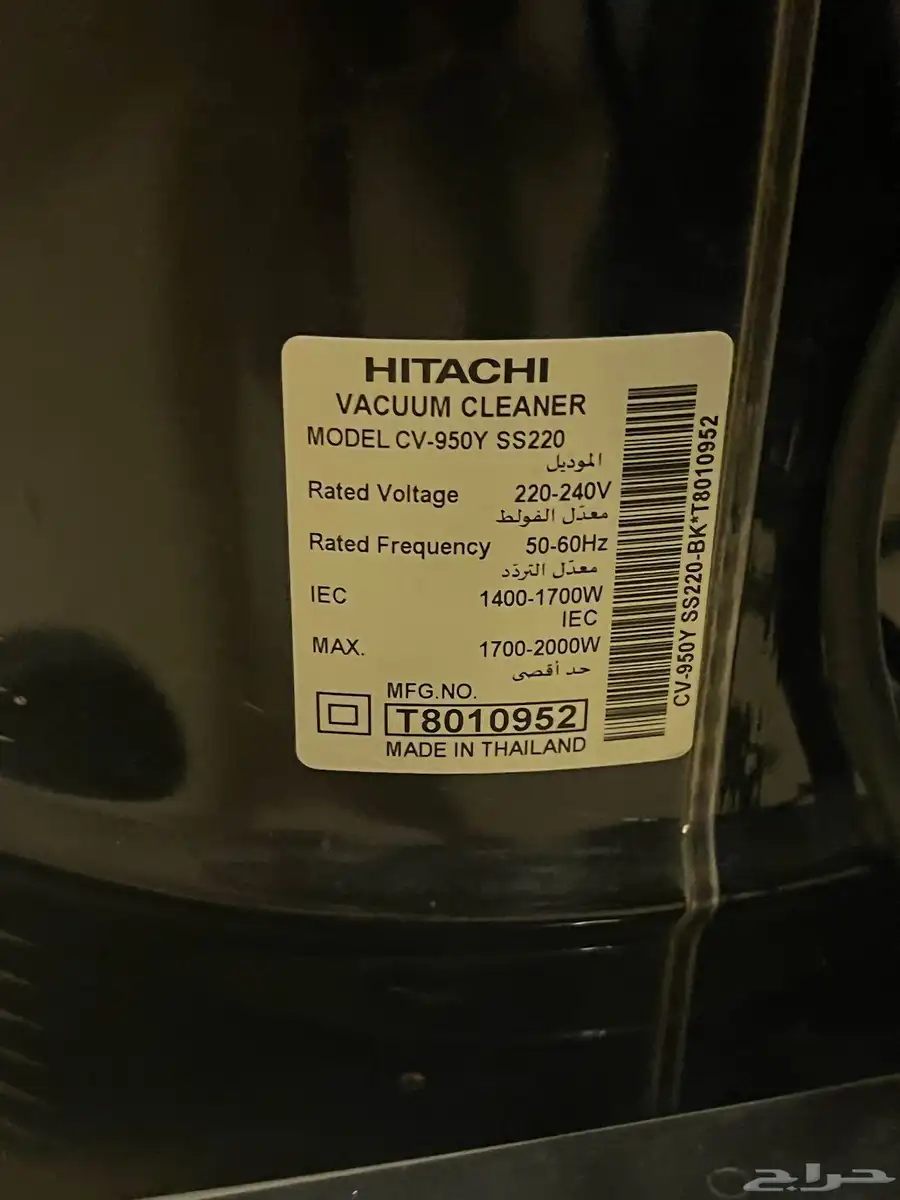 HITACHI
VACUUM CLEANER
MODEL CV-950Y SS220
الموديل
Rated Voltage 220-240V
معدّل الفولط
Rated Frequency 50-60Hz
معدّل التردّد
IEC 1400-1700W
IEC
MAX. 1700-2000W
حد أقصى
MFG.NO.
T8010952
MADE IN THAILAND
CV-950Y SS220-BK*T8010952
حراج